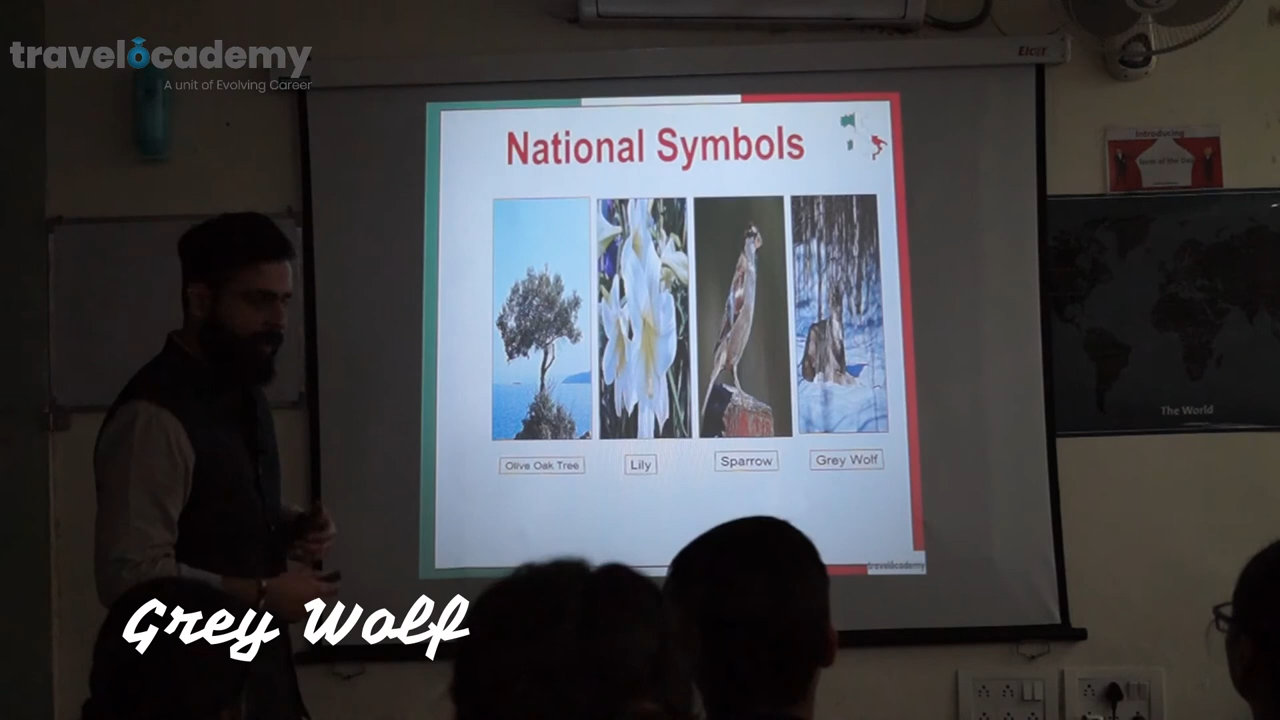 travelocademy
A unit of Evolving Career
Elcor
National Symbols
Introducing
The World
Olive Oak Tree
Lily
Sparrow
Grey Wolf
travelocademy
Grey Wolf